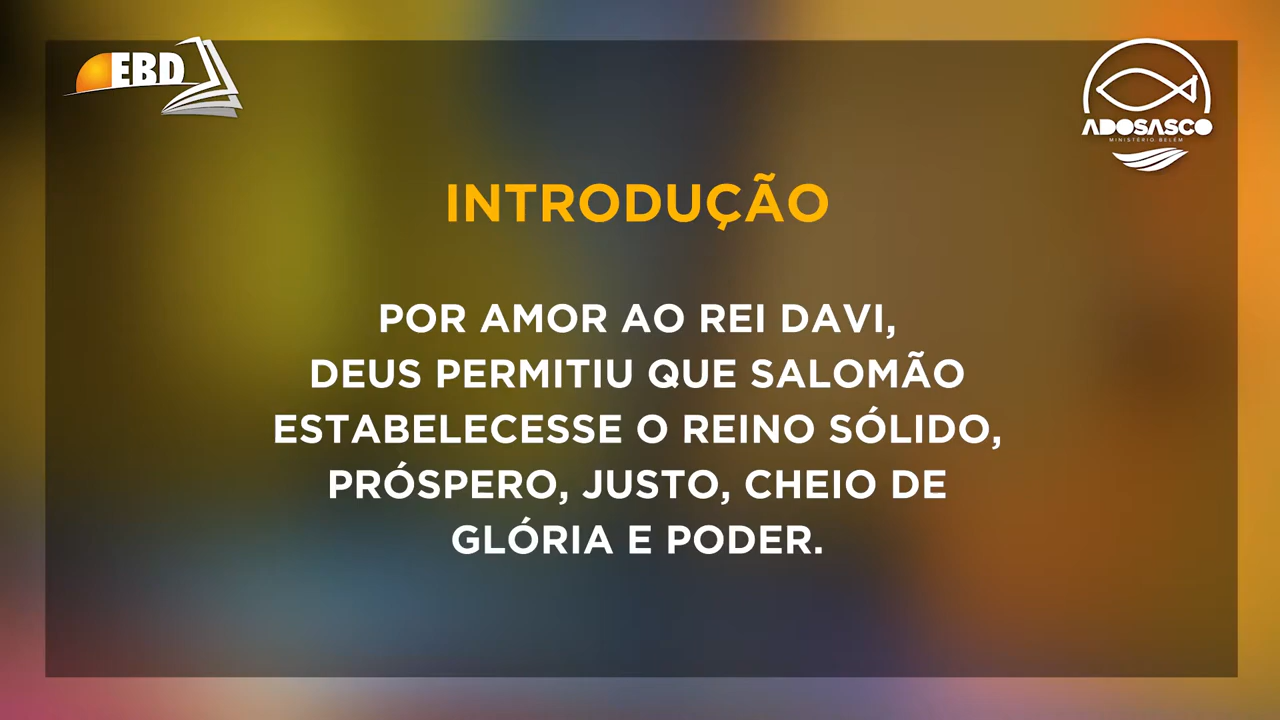 EBD
ADOSASCO
MINISTÉRIO BELÉM
INTRODUÇÃO
POR AMOR AO REI DAVI,
DEUS PERMITIU QUE SALOMÃO
ESTABELECESSE O REINO SÓLIDO,
PRÓSPERO, JUSTO, CHEIO DE
GLÓRIA E PODER.